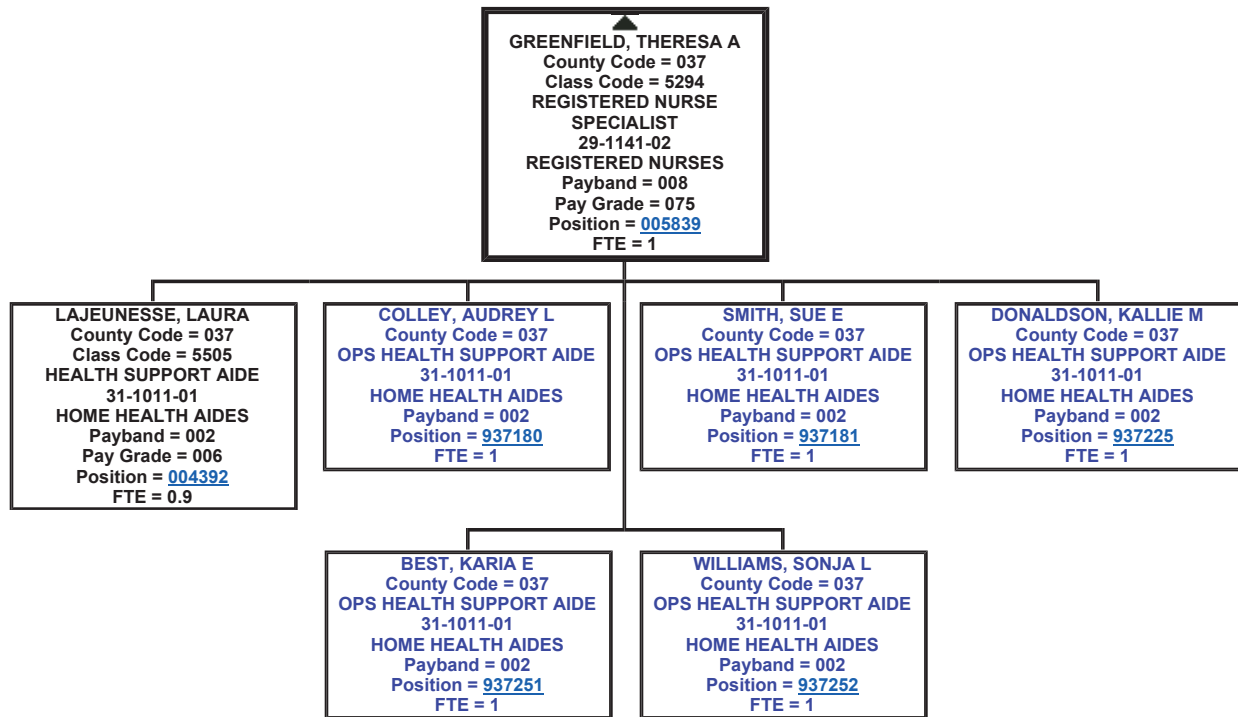 GREENFIELD, THERESA A
County Code = 037
Class Code = 5294
REGISTERED NURSE
SPECIALIST
29-1141-02
REGISTERED NURSES
Payband = 008
Pay Grade = 075
Position = 005839
FTE = 1
LAJEUNESSE, LAURA
County Code = 037
Class Code = 5505
HEALTH SUPPORT AIDE
31-1011-01
HOME HEALTH AIDES
Payband = 002
Pay Grade = 006
Position = 004392
FTE = 0.9
COLLEY, AUDREY L
County Code = 037
OPS HEALTH SUPPORT AIDE
31-1011-01
HOME HEALTH AIDES
Payband = 002
Position = 937180
FTE = 1
SMITH, SUE E
County Code = 037
OPS HEALTH SUPPORT AIDE
31-1011-01
HOME HEALTH AIDES
Payband = 002
Position = 937181
FTE = 1
DONALDSON, KALLIE M
County Code = 037
OPS HEALTH SUPPORT AIDE
31-1011-01
HOME HEALTH AIDES
Payband = 002
Position = 937225
FTE = 1
BEST, KARIA E
County Code = 037
OPS HEALTH SUPPORT AIDE
31-1011-01
HOME HEALTH AIDES
Payband = 002
Position = 937251
FTE = 1
WILLIAMS, SONJA L
County Code = 037
OPS HEALTH SUPPORT AIDE
31-1011-01
HOME HEALTH AIDES
Payband = 002
Position = 937252
FTE = 1